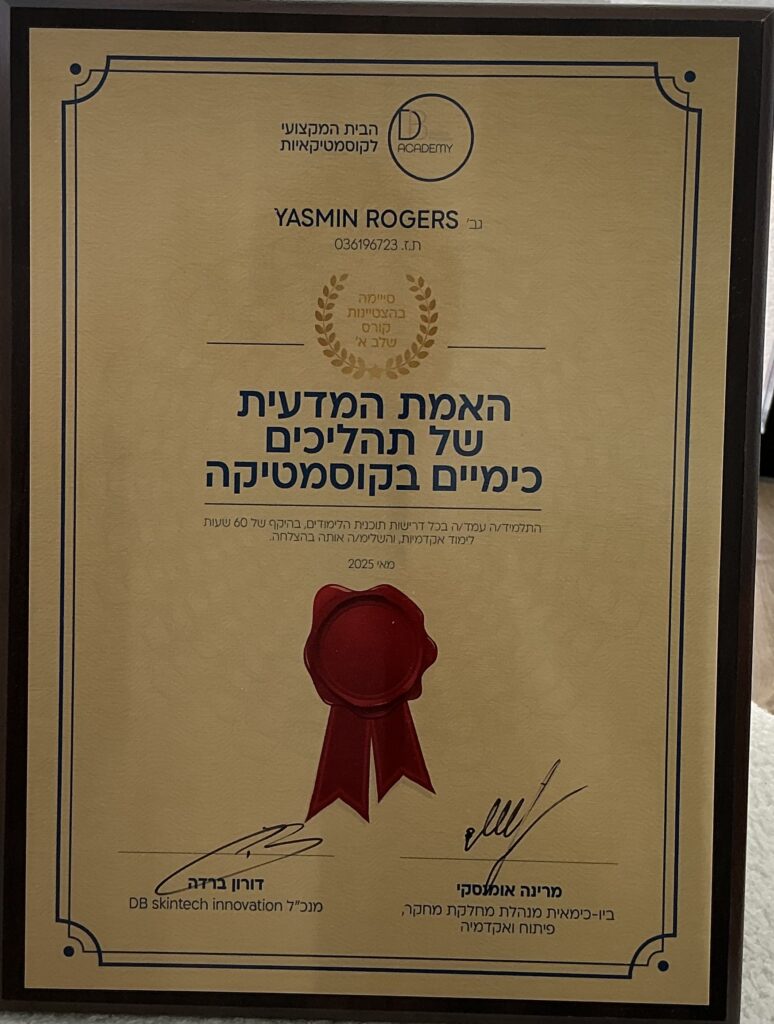 הבית המקצועי
לקוסמטיקאיות
DB
ACADEMY
גב' YASMIN ROGERS
ת.ז. 036196723
סיימה
בהצטיינות
קורס
שלב א'
האמת המדעית
של תהליכים
כימיים בקוסמטיקה
התלמיד/ה עמד/ה בכל דרישות תוכנית הלימודים, בהיקף של 60 שעות
לימוד אקדמיות, והשלימ/ה אותה בהצלחה.
מאי 2025
מרינה אומנסקי
ביו-כימאית מנהלת מחלקת מחקר,
פיתוח ואקדמיה
דורון ברדה
מנכ"ל DB skintech innovation